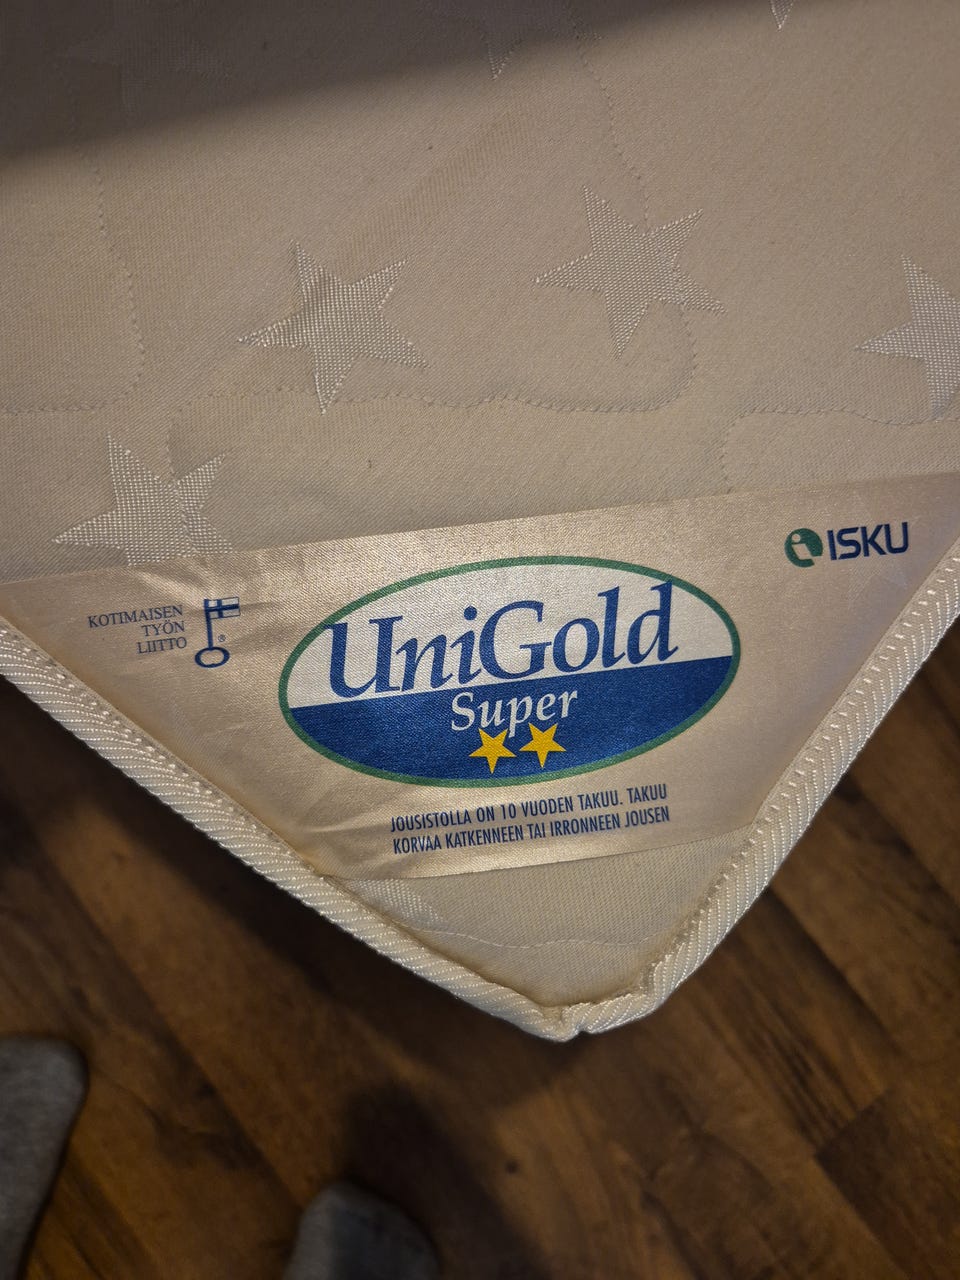 ISKU
KOTIMAISEN
TYÖN
LIITTO
®
UniGold
Super
JOUSISTOLLA ON 10 VUODEN TAKUU. TAKUU
KORVAA KATKENNEEN TAI IRRONNEEN JOUSEN